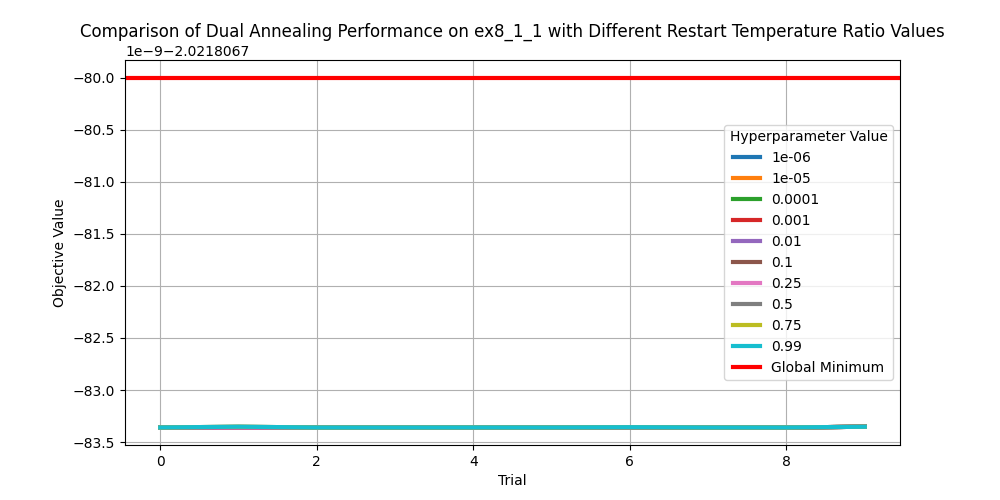 Comparison of Dual Annealing Performance on ex8_1_1 with Different Restart Temperature Ratio Values
1e−9−2.0218067
−80.0
−80.5
−81.0
−81.5
−82.0
−82.5
−83.0
−83.5
Objective Value
Hyperparameter Value
1e-06
1e-05
0.0001
0.001
0.01
0.1
0.25
0.5
0.75
0.99
Global Minimum
0 2 4 6 8
Trial